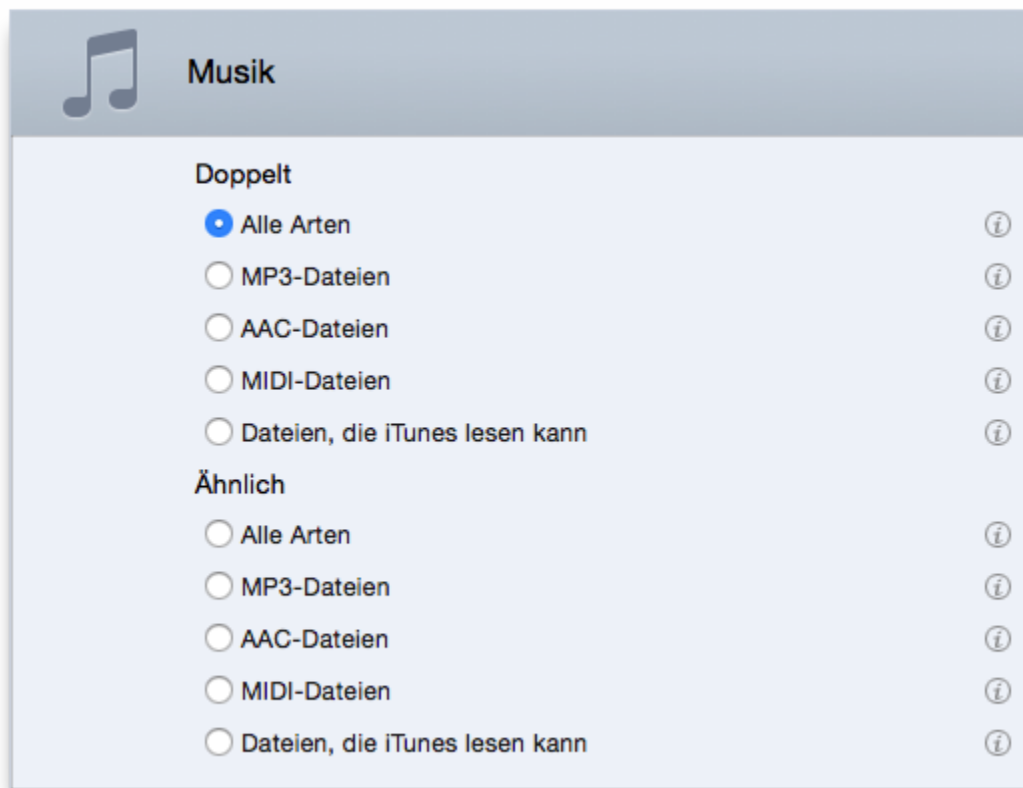 Musik
Doppelt
Alle Arten
MP3-Dateien
AAC-Dateien
MIDI-Dateien
Dateien, die iTunes lesen kann
Ähnlich
Alle Arten
MP3-Dateien
AAC-Dateien
MIDI-Dateien
Dateien, die iTunes lesen kann